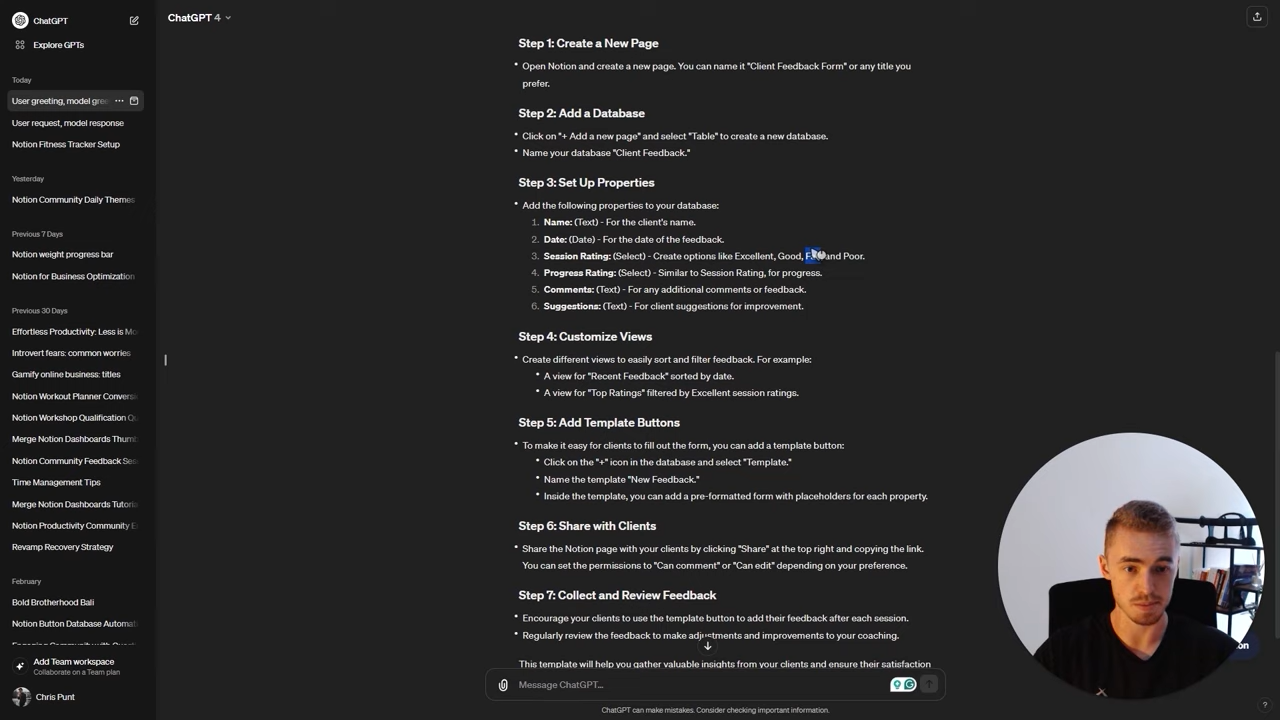 ChatGPT
Explore GPTs
Today
User greeting, model gree
User request, model response
Notion Fitness Tracker Setup
Yesterday
Notion Community Daily Themes
Previous 7 Days
Notion weight progress bar
Notion for Business Optimization
Previous 30 Days
Effortless Productivity: Less is Mo
Introvert fears: common worries
Gamify online business: titles
Notion Workout Planner Conversi
Notion Workshop Qualification Qu
Merge Notion Dashboards Thumb
Notion Community Feedback Ses
Time Management Tips
Merge Notion Dashboards Tutoria
Notion Productivity Community E
Revamp Recovery Strategy
February
Bold Brotherhood Bali
Notion Button Database Automat
Add Team workspace
Collaborate on a Team plan
Chris Punt
ChatGPT 4
Step 1: Create a New Page
• Open Notion and create a new page. You can name it "Client Feedback Form" or any title you
prefer.
Step 2: Add a Database
• Click on "+ Add a new page" and select "Table" to create a new database.
• Name your database "Client Feedback."
Step 3: Set Up Properties
• Add the following properties to your database:
1. Name: (Text) - For the client's name.
2. Date: (Date) - For the date of the feedback.
3. Session Rating: (Select) - Create options like Excellent, Good, and Poor.
4. Progress Rating: (Select) - Similar to Session Rating, for progress.
5. Comments: (Text) - For any additional comments or feedback.
6. Suggestions: (Text) - For client suggestions for improvement.
Step 4: Customize Views
• Create different views to easily sort and filter feedback. For example:
• A view for "Recent Feedback" sorted by date.
• A view for "Top Ratings" filtered by Excellent session ratings.
Step 5: Add Template Buttons
• To make it easy for clients to fill out the form, you can add a template button:
• Click on the "+" icon in the database and select "Template."
• Name the template "New Feedback."
• Inside the template, you can add a pre-formatted form with placeholders for each property.
Step 6: Share with Clients
• Share the Notion page with your clients by clicking "Share" at the top right and copying the link.
You can set the permissions to "Can comment" or "Can edit" depending on your preference.
Step 7: Collect and Review Feedback
• Encourage your clients to use the template button to add their feedback after each session.
• Regularly review the feedback to make adjustments and improvements to your coaching.
This template will help you gather valuable insights from your clients and ensure their satisfaction
Message ChatGPT...
ChatGPT can make mistakes. Consider checking important information.
on
?